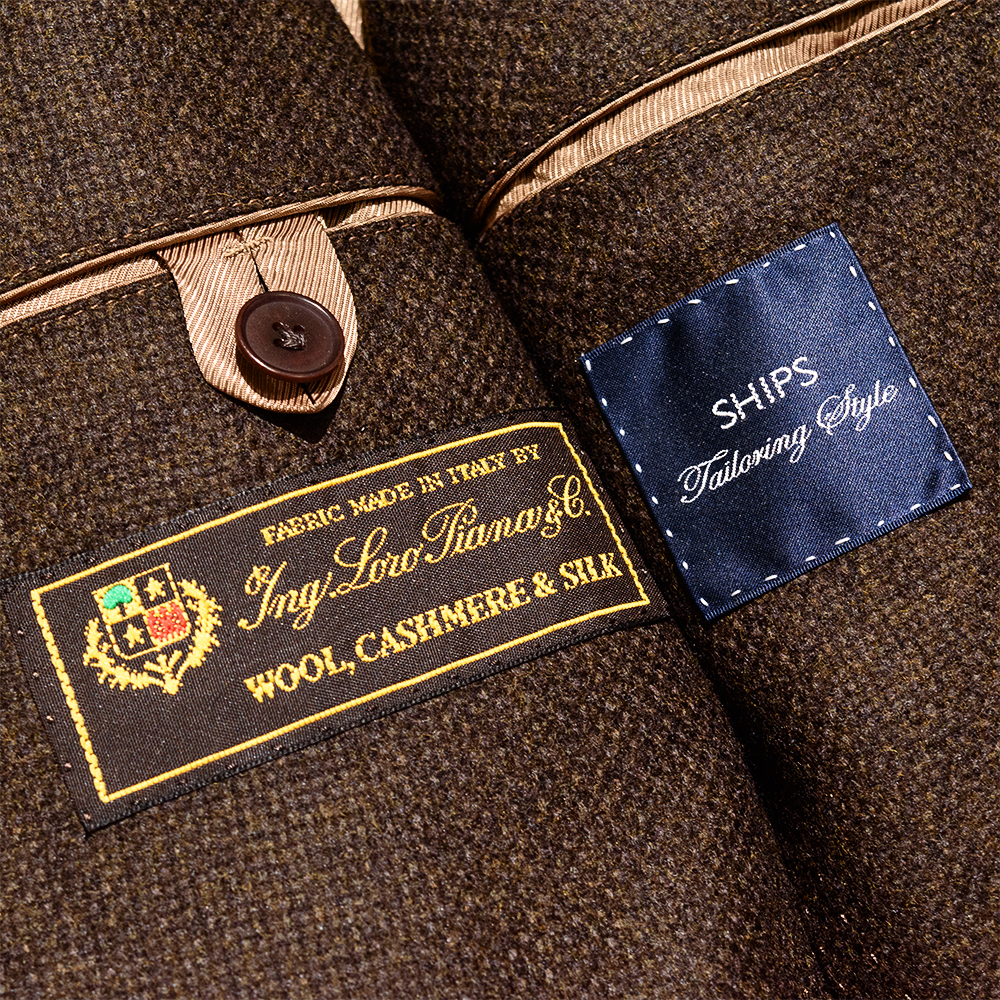 FABRIC MADE IN ITALY BY
Ing. Loro Piana & C.
WOOL, CASHMERE & SILK
SHIPS
Tailoring Style